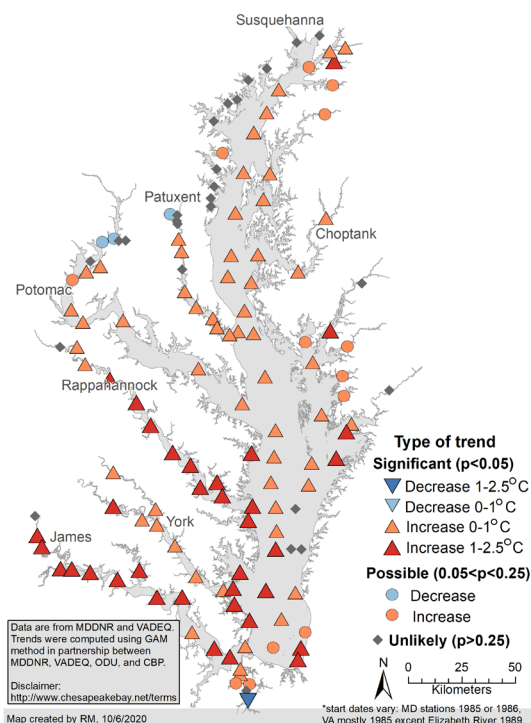 Susquehanna
Patuxent
Choptank
Potomac
Rappahannock
Type of trend
Significant (p<0.05)
Decrease 1-2.5°C
Decrease 0-1°C
Increase 0-1°C
Increase 1-2.5°C
York
James
Possible (0.05<p<0.25)
Decrease
Increase
Unlikely (p>0.25)
Data are from MDDNR and VADEQ.
Trends were computed using GAM
method in partnership between
MDDNR, VADEQ, ODU, and CBP.
Disclaimer:
http://www.chesapeakebay.net/terms
N
0 25 50
Kilometers
*start dates vary: MD stations 1985 or 1986,
VA mostly 1985 except Elizabeth River 1989
Map created by RM, 10/6/2020